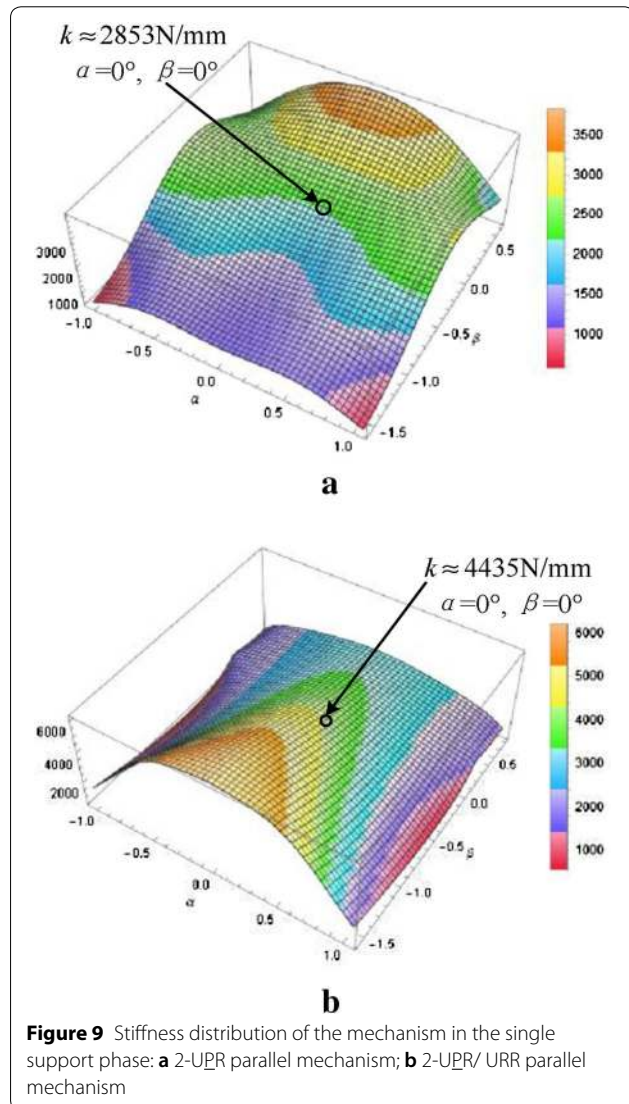 k ≈ 2853N/mm
α =0°, β =0°
3500
3000
2500
2000
1500
1000
3000
2000
1000
-1.0
-0.5
0.0
0.5
1.0
α
0.5
0.0
-0.5
β
-1.0
-1.5
a
k ≈ 4435N/mm
α =0°, β =0°
6000
5000
4000
3000
2000
1000
6000
4000
2000
-1.0
-0.5
0.0
0.5
1.0
α
0.5
0.0
-0.5
β
-1.0
-1.5
b
Figure 9 Stiffness distribution of the mechanism in the single
support phase: a 2-UPR parallel mechanism; b 2-UPR/ URR parallel
mechanism